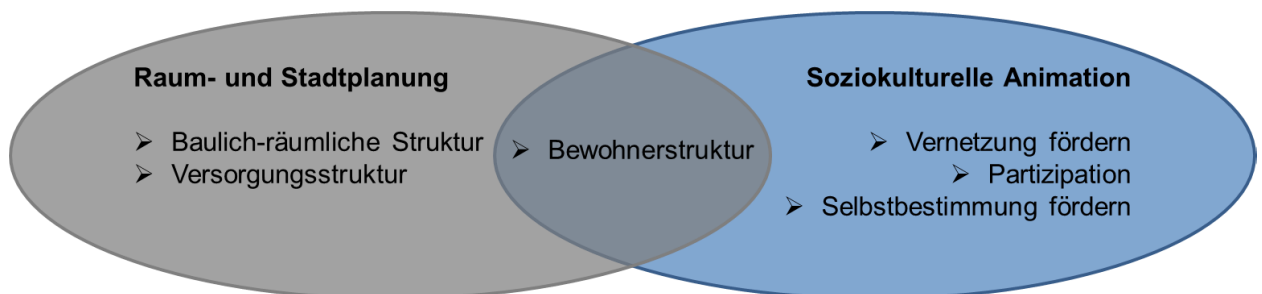 Raum- und Stadtplanung
➢ Baulich-räumliche Struktur
➢ Versorgungsstruktur
➢ Bewohnerstruktur
Soziokulturelle Animation
➢ Vernetzung fördern
➢ Partizipation
➢ Selbstbestimmung fördern